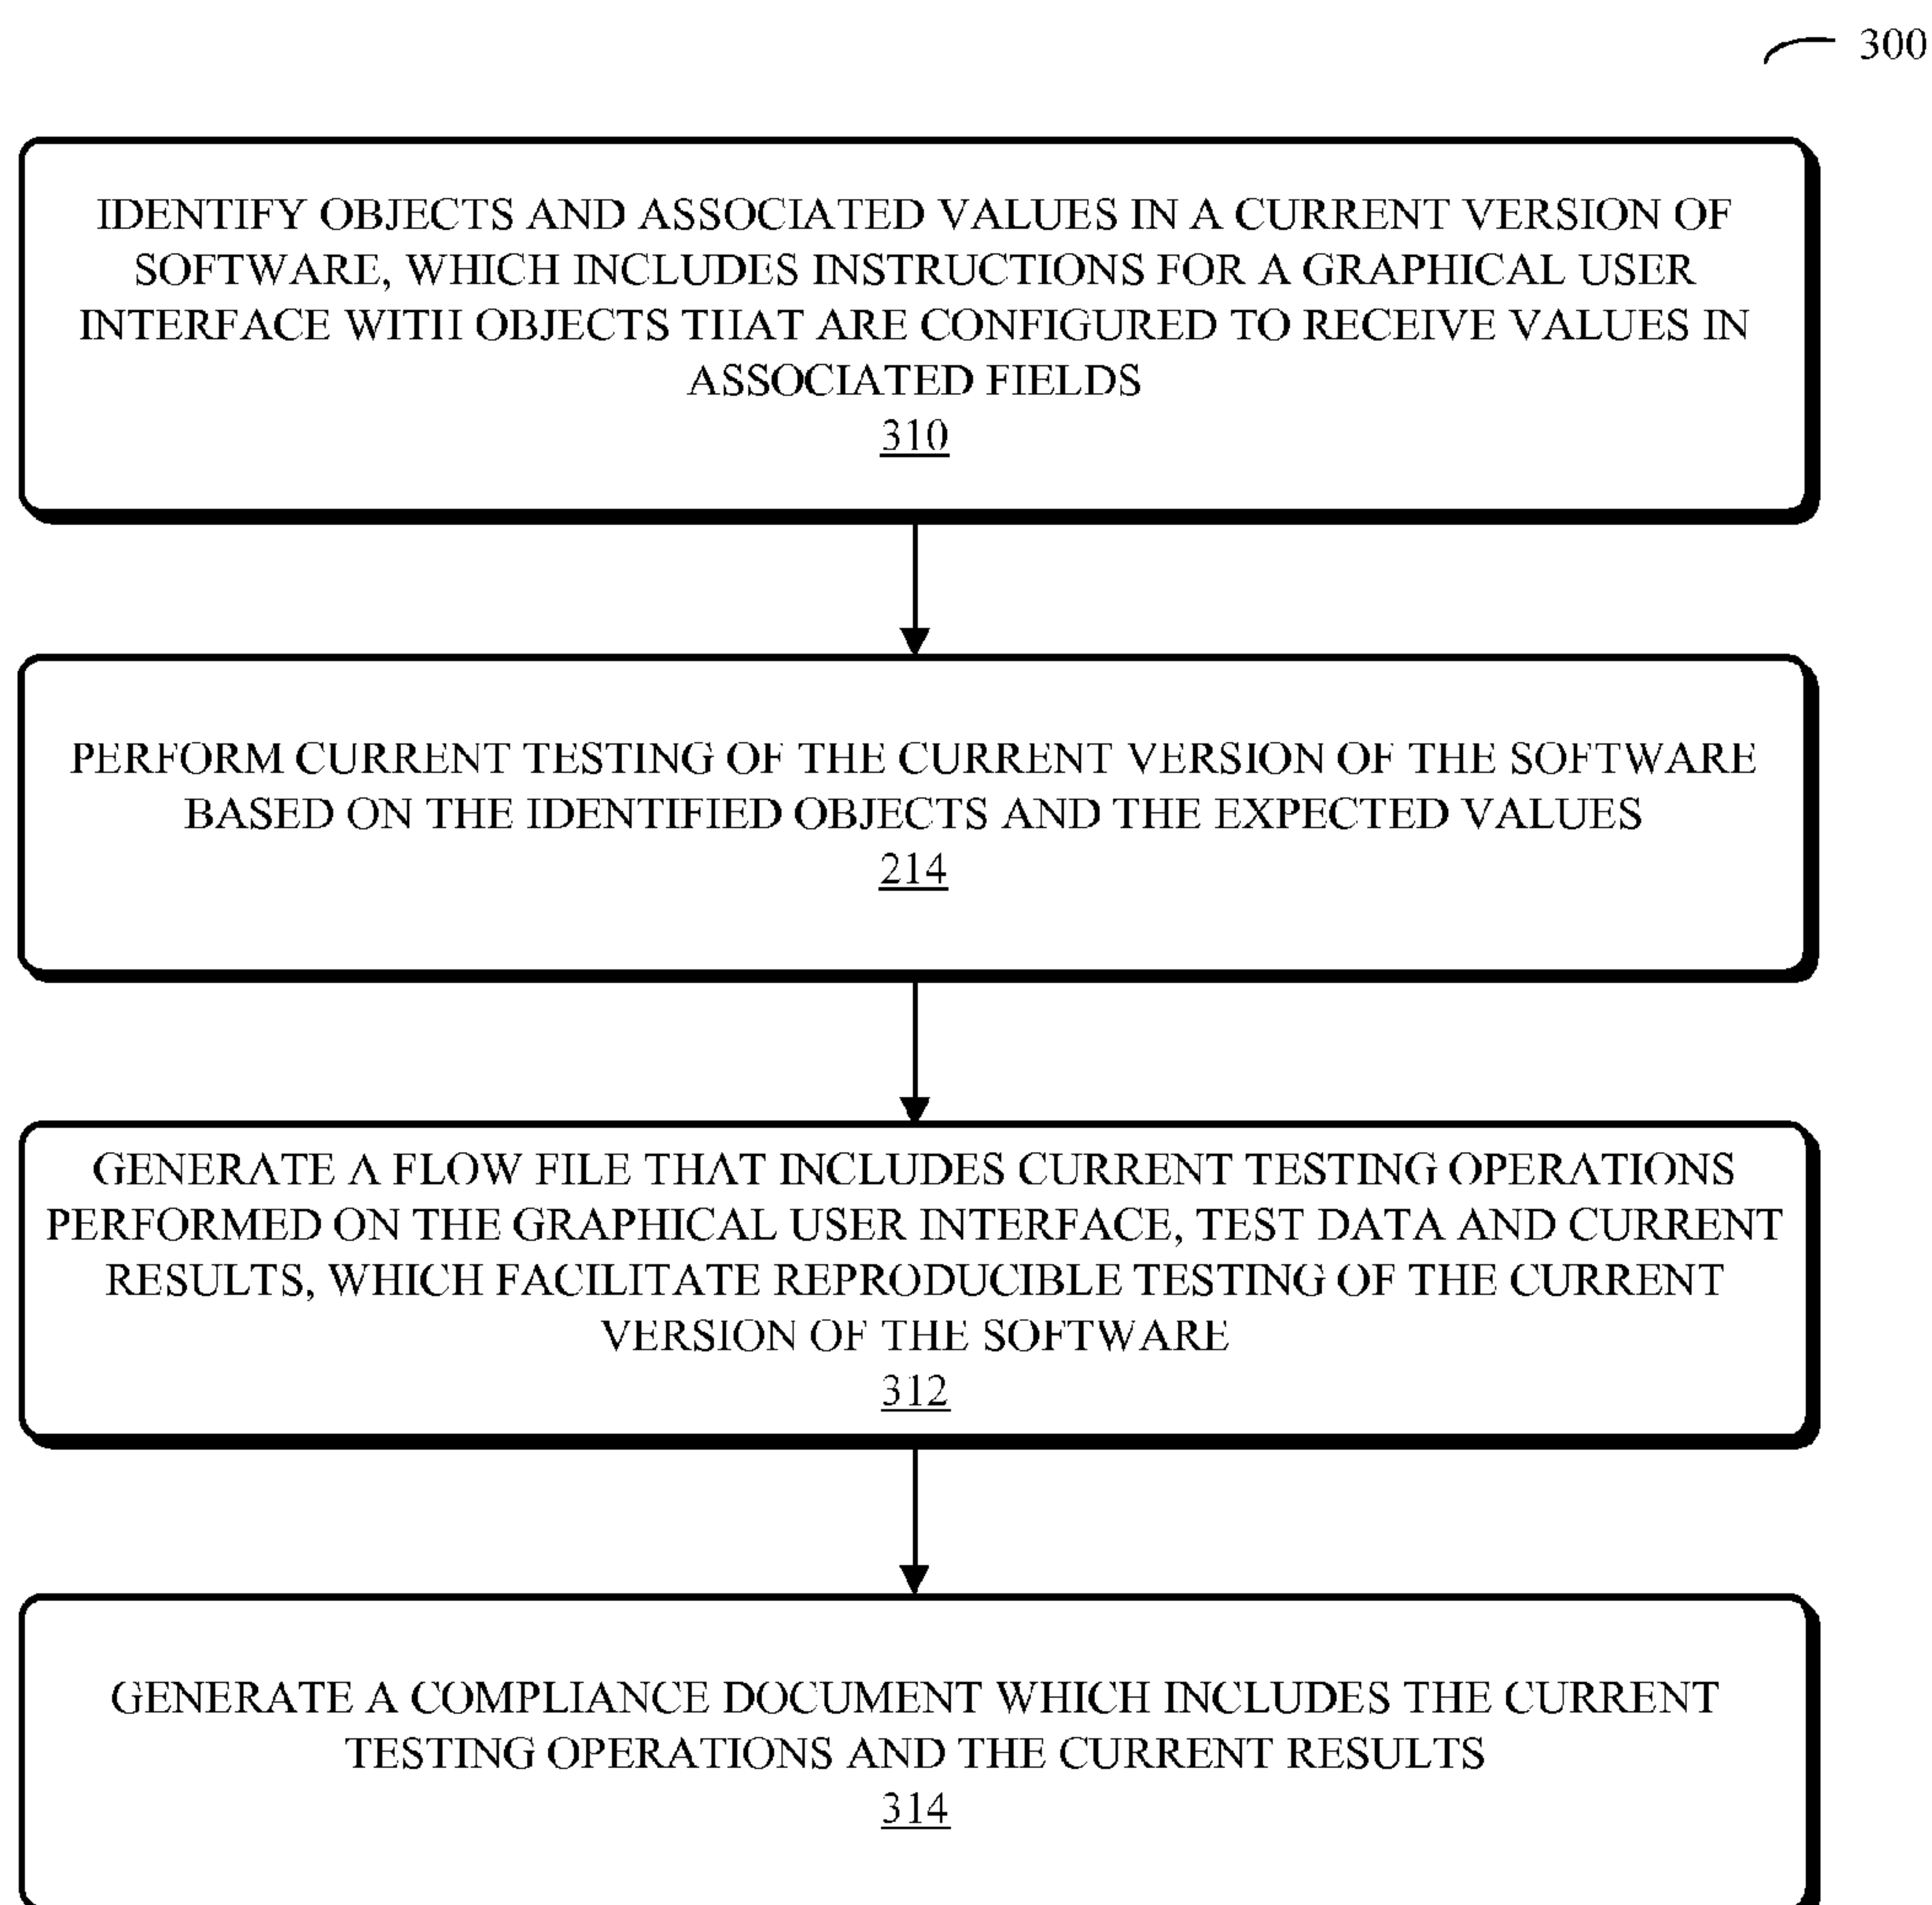 300
IDENTIFY OBJECTS AND ASSOCIATED VALUES IN A CURRENT VERSION OF
SOFTWARE, WHICH INCLUDES INSTRUCTIONS FOR A GRAPHICAL USER
INTERFACE WITH OBJECTS THAT ARE CONFIGURED TO RECEIVE VALUES IN
ASSOCIATED FIELDS
310
PERFORM CURRENT TESTING OF THE CURRENT VERSION OF THE SOFTWARE
BASED ON THE IDENTIFIED OBJECTS AND THE EXPECTED VALUES
214
GENERATE A FLOW FILE THAT INCLUDES CURRENT TESTING OPERATIONS
PERFORMED ON THE GRAPHICAL USER INTERFACE, TEST DATA AND CURRENT
RESULTS, WHICH FACILITATE REPRODUCIBLE TESTING OF THE CURRENT
VERSION OF THE SOFTWARE
312
GENERATE A COMPLIANCE DOCUMENT WHICH INCLUDES THE CURRENT
TESTING OPERATIONS AND THE CURRENT RESULTS
314